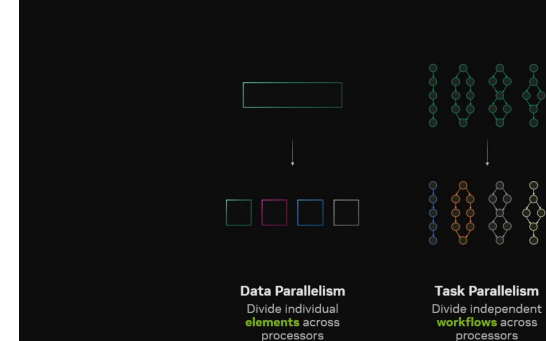 Data Parallelism
Divide individual
elements across
processors
Task Parallelism
Divide independent
workflows across
processors